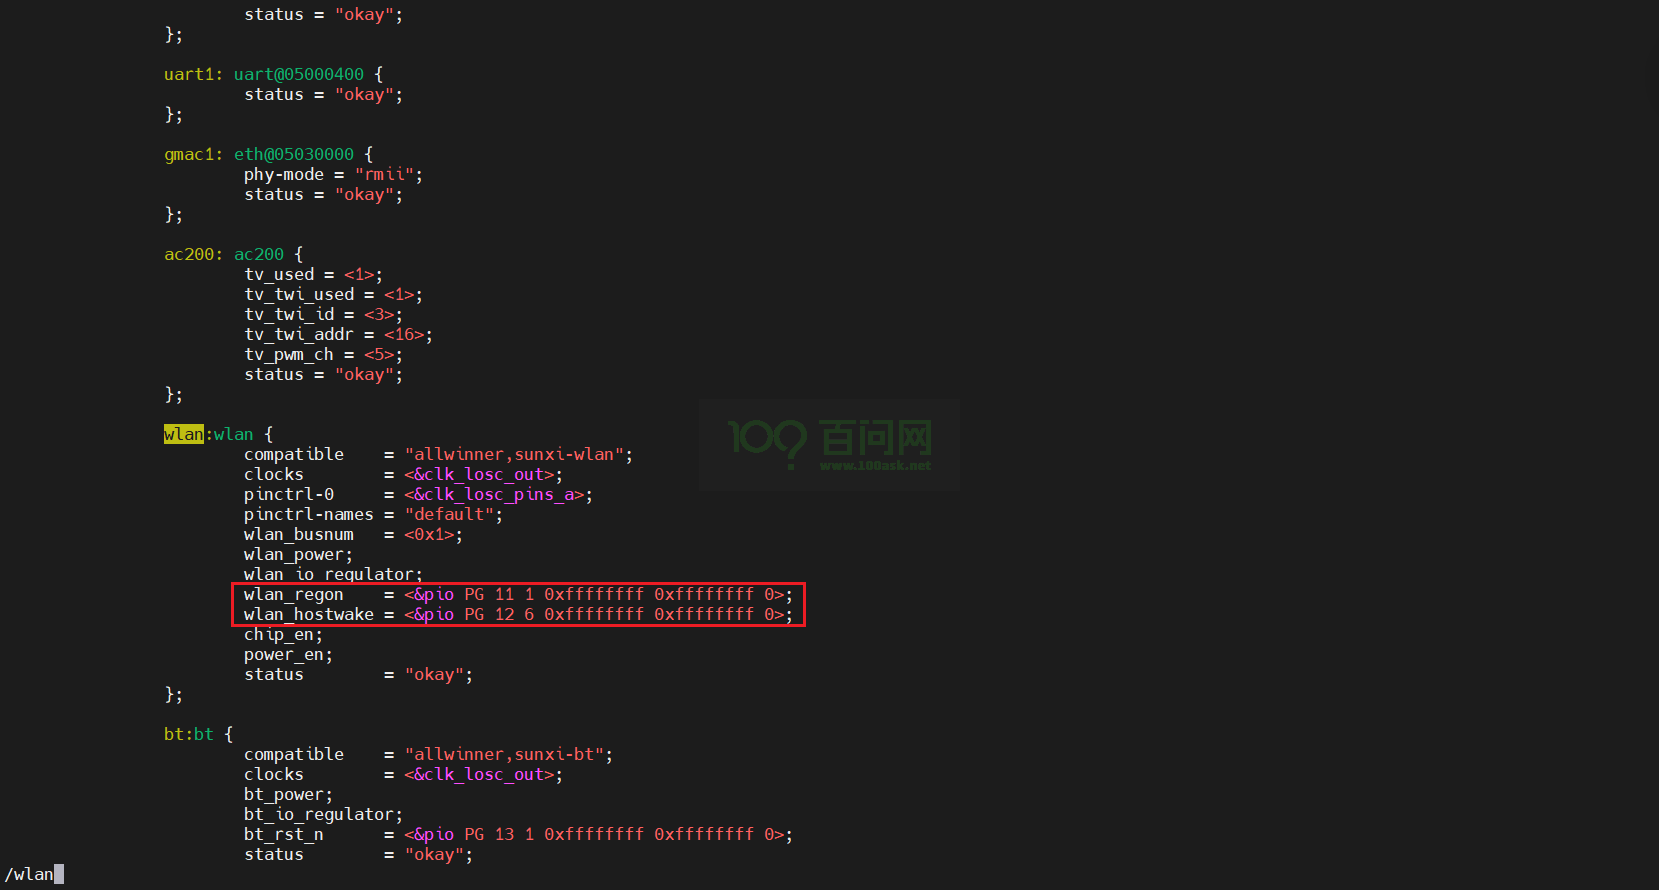 status = "okay";
};
uart1: uart@05000400 {
status = "okay";
};
gmac1: eth@05030000 {
phy-mode = "rmii";
status = "okay";
};
ac200: ac200 {
tv_used = <1>;
tv_twi_used = <1>;
tv_twi_id = <3>;
tv_twi_addr = <16>;
tv_pwm_ch = <5>;
status = "okay";
};
wlan:wlan {
compatible    = "allwinner,sunxi-wlan";
clocks        = <&clk_losc_out>;
pinctrl-0     = <&clk_losc_pins_a>;
pinctrl-names = "default";
wlan_busnum   = <0x1>;
wlan_power;
wlan_io_regulator;
wlan_regon    = <&pio PG 11 1 0xffffffff 0xffffffff 0>;
wlan_hostwake = <&pio PG 12 6 0xffffffff 0xffffffff 0>;
chip_en;
power_en;
status        = "okay";
};
bt:bt {
compatible    = "allwinner,sunxi-bt";
clocks        = <&clk_losc_out>;
bt_power;
bt_io_regulator;
bt_rst_n      = <&pio PG 13 1 0xffffffff 0xffffffff 0>;
status        = "okay";
/wlan
100? 百问网
www.100ask.net